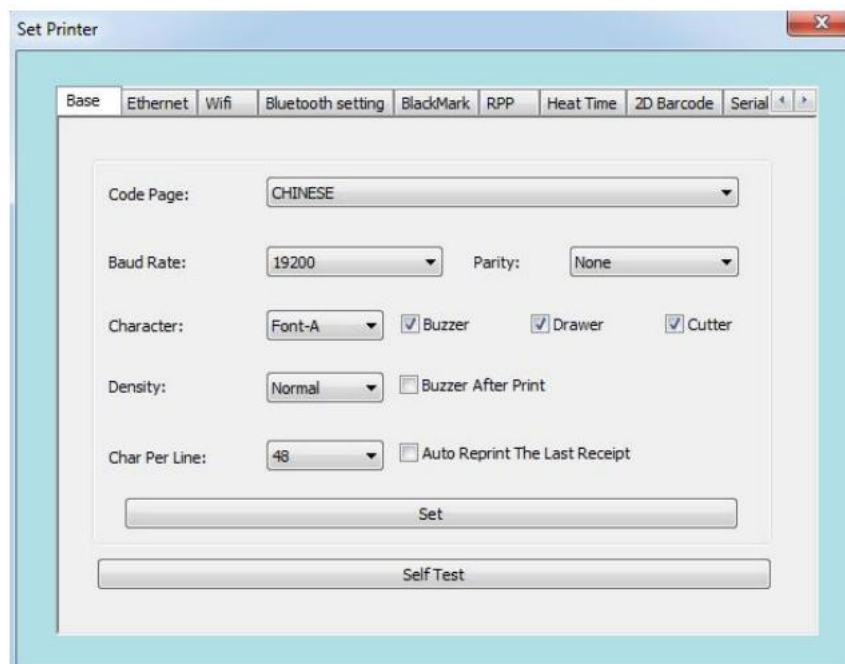 Set Printer
Base Ethernet Wifi Bluetooth setting BlackMark RPP Heat Time 2D Barcode Serial
Code Page: CHINESE
Baud Rate: 19200 Parity: None
Character: Font-A Buzzer Drawer Cutter
Density: Normal Buzzer After Print
Char Per Line: 48 Auto Reprint The Last Receipt
Set
Self Test